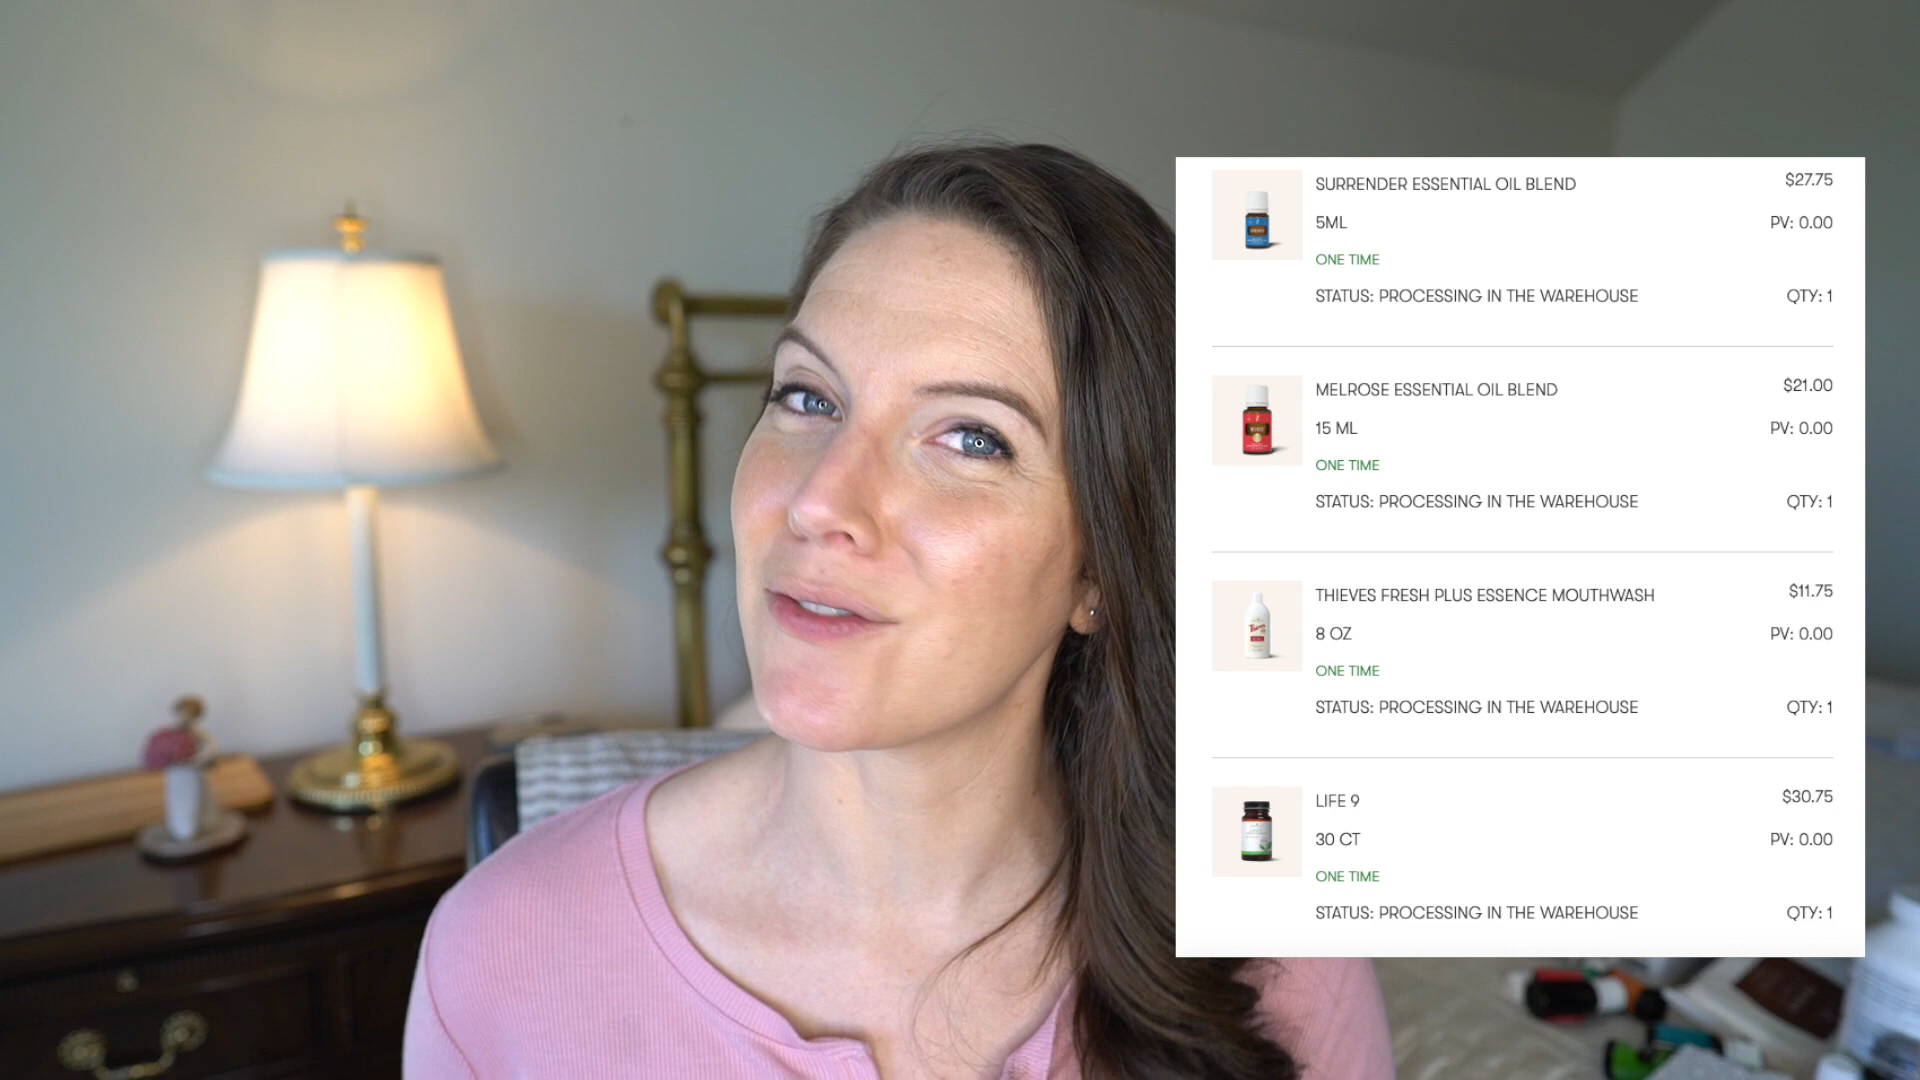 SURRENDER ESSENTIAL OIL BLEND $27.75
5ML PV: 0.00
ONE TIME
STATUS: PROCESSING IN THE WAREHOUSE QTY: 1
MELROSE ESSENTIAL OIL BLEND $21.00
15 ML PV: 0.00
ONE TIME
STATUS: PROCESSING IN THE WAREHOUSE QTY: 1
THIEVES FRESH PLUS ESSENCE MOUTHWASH $11.75
8 OZ PV: 0.00
ONE TIME
STATUS: PROCESSING IN THE WAREHOUSE QTY: 1
LIFE 9 $30.75
30 CT PV: 0.00
ONE TIME
STATUS: PROCESSING IN THE WAREHOUSE QTY: 1